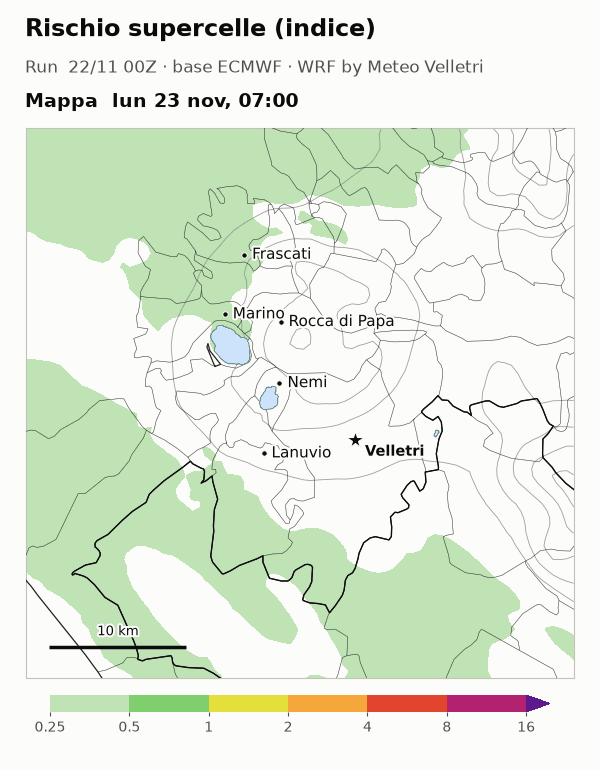 Rischio supercelle (indice)
Run  22/11 00Z · base ECMWF · WRF by Meteo Velletri
Mappa  lun 23 nov, 07:00
Frascati
Marino
Rocca di Papa
Nemi
Velletri
Lanuvio
10 km
0.25 0.5 1 2 4 8 16